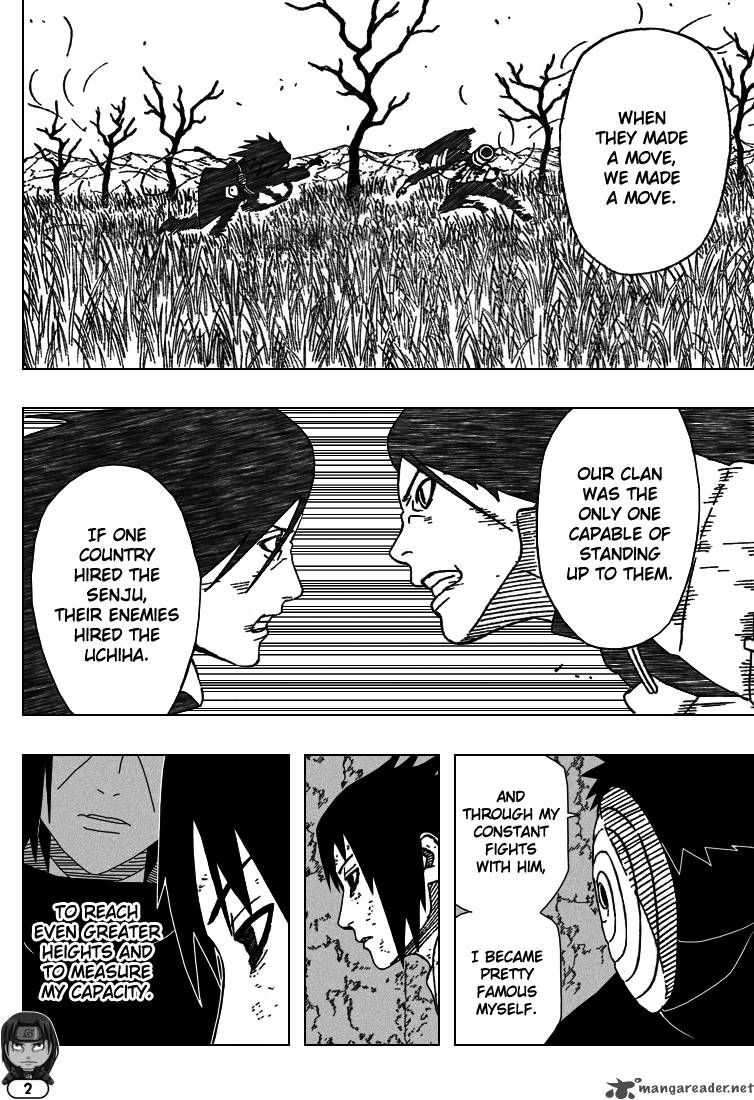 WHEN
THEY MADE
A MOVE,
WE MADE
A MOVE.
OUR CLAN
WAS THE
ONLY ONE
CAPABLE OF
STANDING
UP TO THEM.
IF ONE
COUNTRY
HIRED THE
SENJU,
THEIR ENEMIES
HIRED THE
UCHIHA.
AND
THROUGH MY
CONSTANT
FIGHTS
WITH HIM,
I BECAME
PRETTY
FAMOUS
MYSELF.
TO REACH
EVEN GREATER
HEIGHTS AND
TO MEASURE
MY CAPACITY.
2
mangareader.net